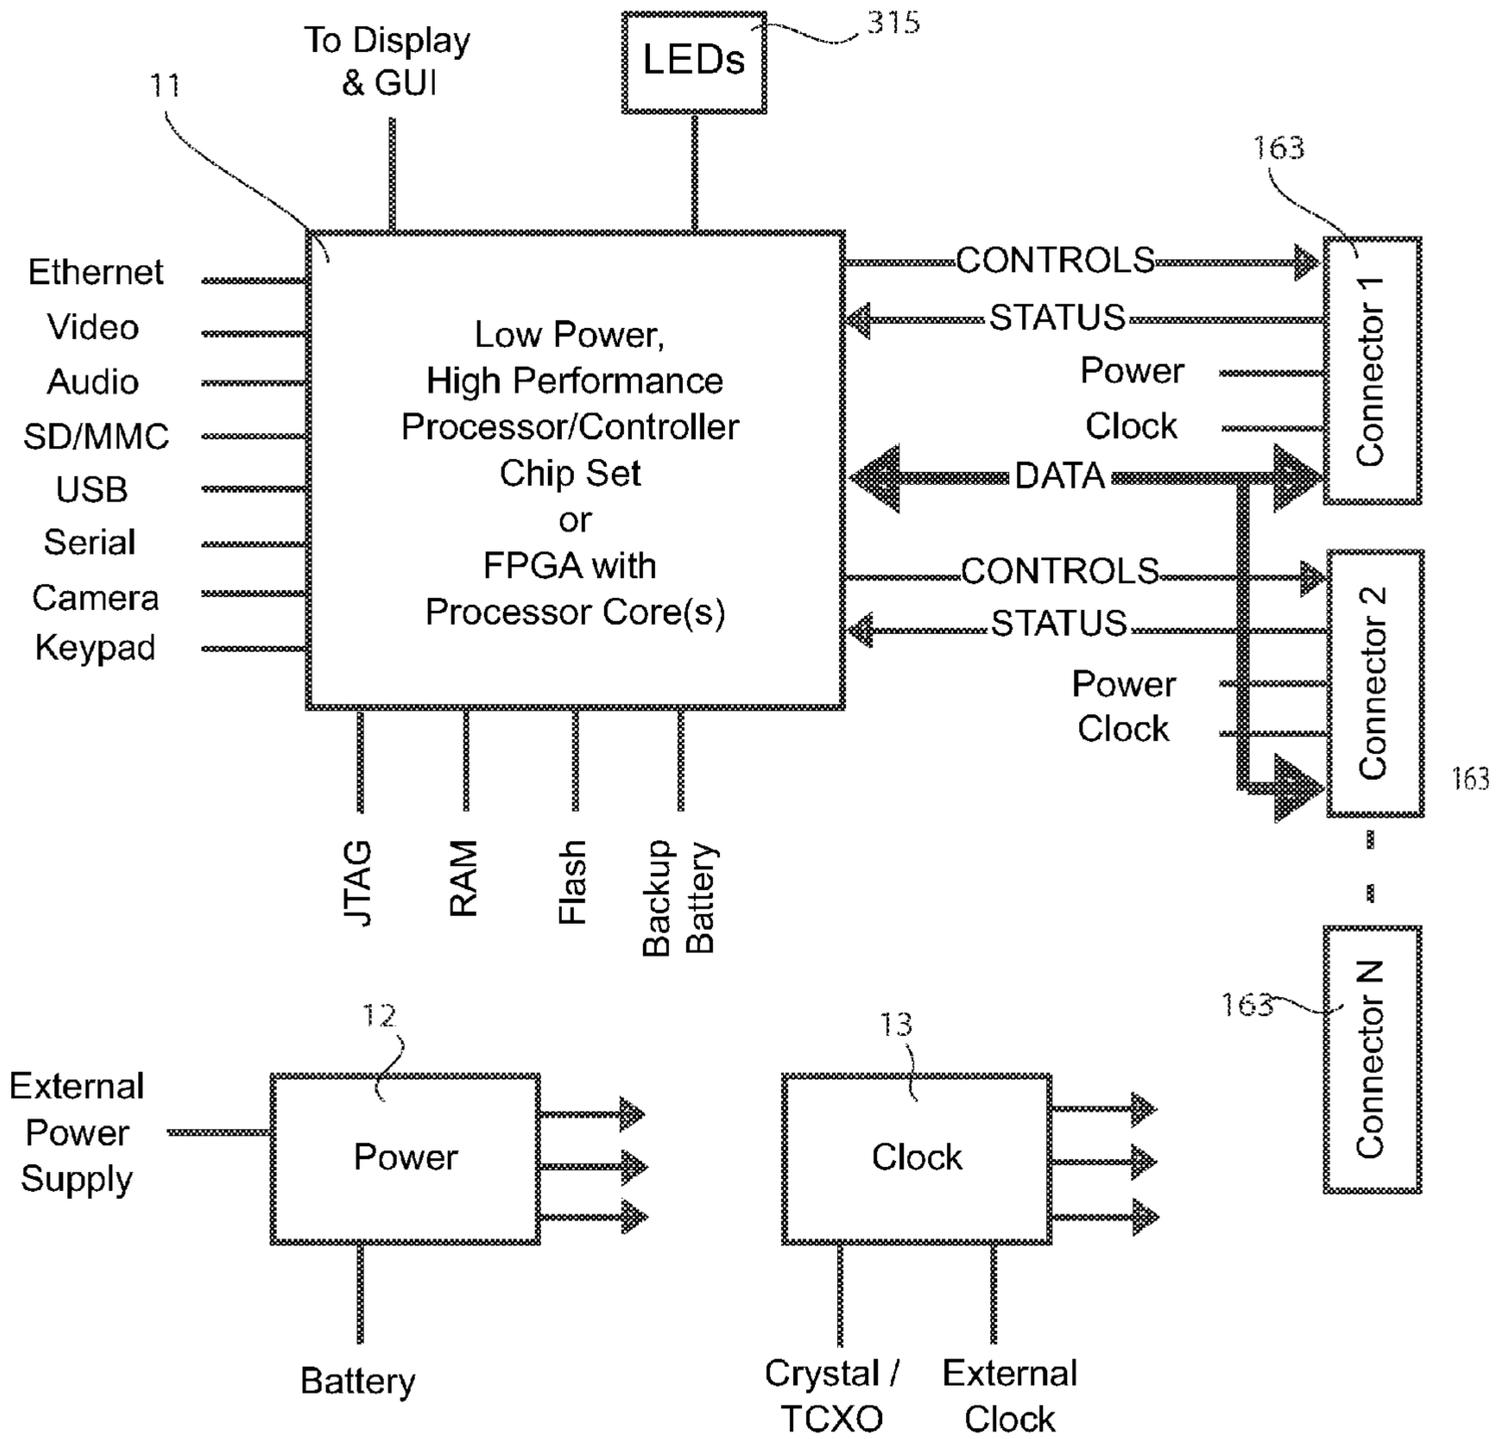 To Display
& GUI
LEDs
315
11
163
Ethernet
Video
Audio
SD/MMC
USB
Serial
Camera
Keypad
Low Power,
High Performance
Processor/Controller
Chip Set
or
FPGA with
Processor Core(s)
CONTROLS
STATUS
Power
Clock
DATA
CONTROLS
STATUS
Power
Clock
Connector 1
Connector 2
163
JTAG
RAM
Flash
Backup
Battery
163
Connector N
12
13
External
Power
Supply
Power
Clock
Battery
Crystal /
TCXO
External
Clock